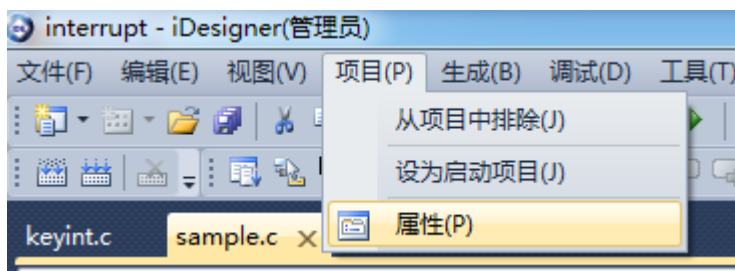 interrupt - iDesigner(管理员)
文件(F) 编辑(E) 视图(V) 项目(P) 生成(B) 调试(D) 工具(T)
从项目中排除(J)
设为启动项目(J)
属性(P)
keyint.c sample.c